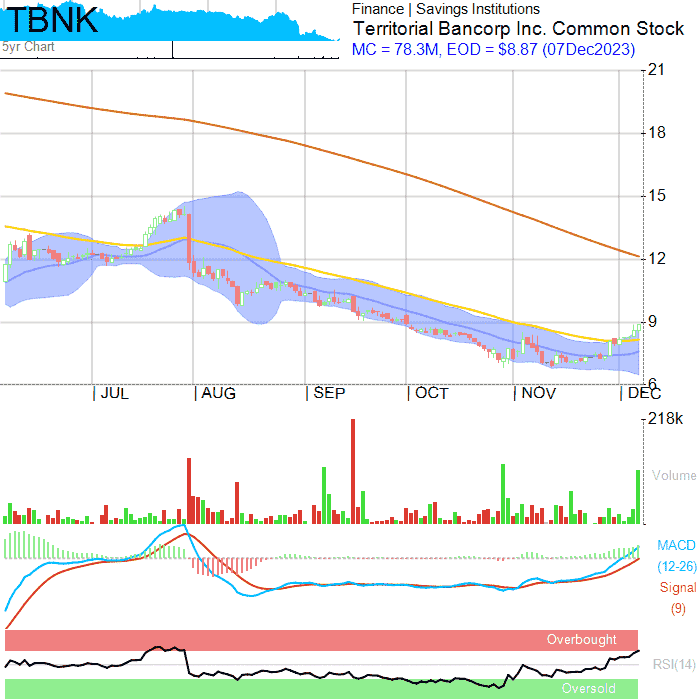 TBNK
5yr Chart
Finance | Savings Institutions
Territorial Bancorp Inc. Common Stock
MC = 78.3M, EOD = $8.87 (07Dec2023)
21
18
15
12
9
6
| JUL | AUG | SEP | OCT | NOV | DEC
218k
Volume
MACD
(12-26)
Signal
(9)
Overbought
RSI(14)
Oversold